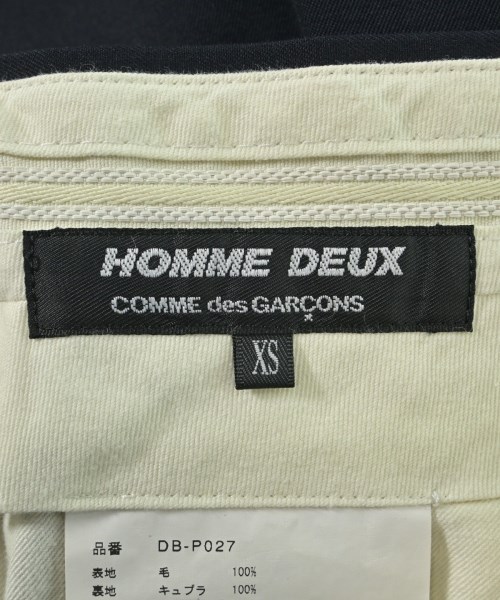 HOMME DEUX
COMME des GARÇONS
XS
品番 DB-P027
表地 毛 100%
裏地 キュプラ 100%